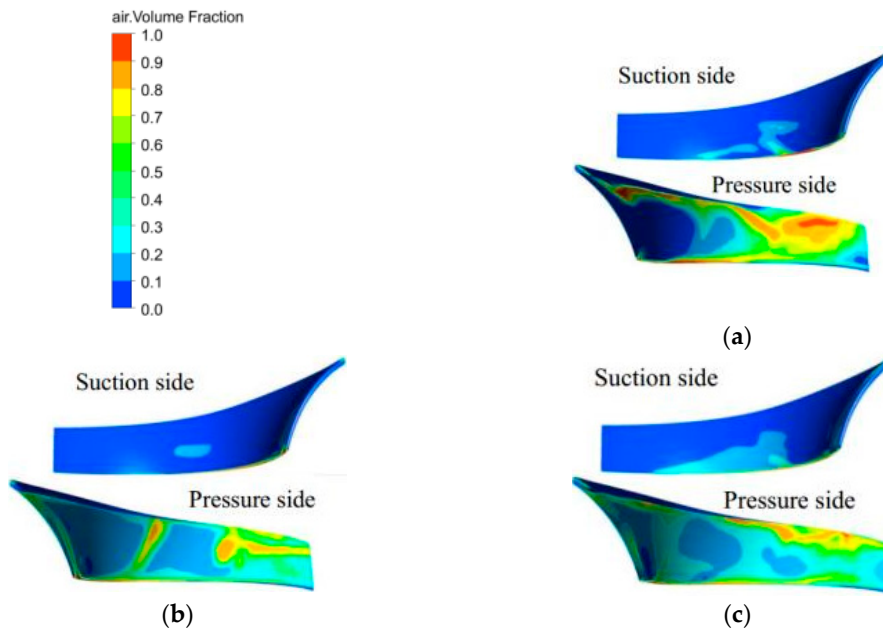 air.Volume Fraction
1.0
0.9
0.8
0.7
0.6
0.5
0.4
0.3
0.2
0.1
0.0
Suction side
Pressure side
(a)
Suction side
Pressure side
(b)
Suction side
Pressure side
(c)